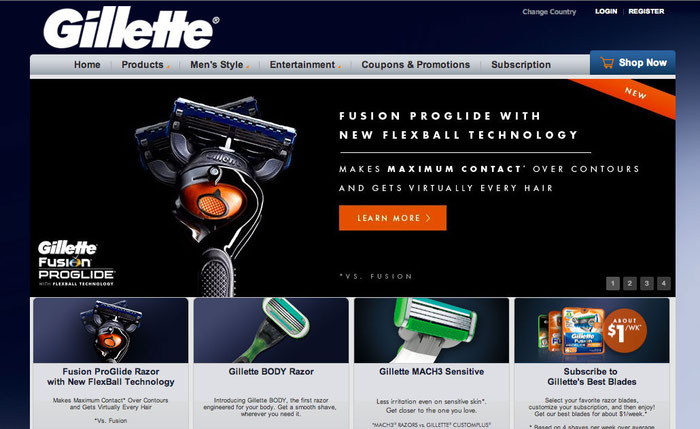 Gillette®
Change Country LOGIN | REGISTER
Home Products Men's Style Entertainment Coupons & Promotions Subscription Shop Now
NEW
FUSION PROGLIDE WITH
NEW FLEXBALL TECHNOLOGY
MAKES MAXIMUM CONTACT* OVER CONTOURS
AND GETS VIRTUALLY EVERY HAIR
LEARN MORE >
Gillette
Gillette
Fusion
PROGLIDE™
WITH FLEXBALL TECHNOLOGY
*VS. FUSION
1 2 3 4
Fusion ProGlide Razor
with New FlexBall Technology
Makes Maximum Contact* Over Contours
and Gets Virtually Every Hair
*Vs. Fusion
Gillette BODY Razor
Introducing Gillette BODY, the first razor
engineered for your body. Get a smooth shave,
wherever you need it.
Gillette MACH3 Sensitive
Less irritation even on sensitive skin*.
Get closer to the one you love.
*MACH3® RAZORS vs. GILLETTE® CUSTOMPLUS®
ABOUT
$1/WK*
Subscribe to
Gillette's Best Blades
Select your favorite razor blades,
customize your subscription, and then enjoy!
Get our best blades for about $1/week.*
* Based on 4 shaves per week over average